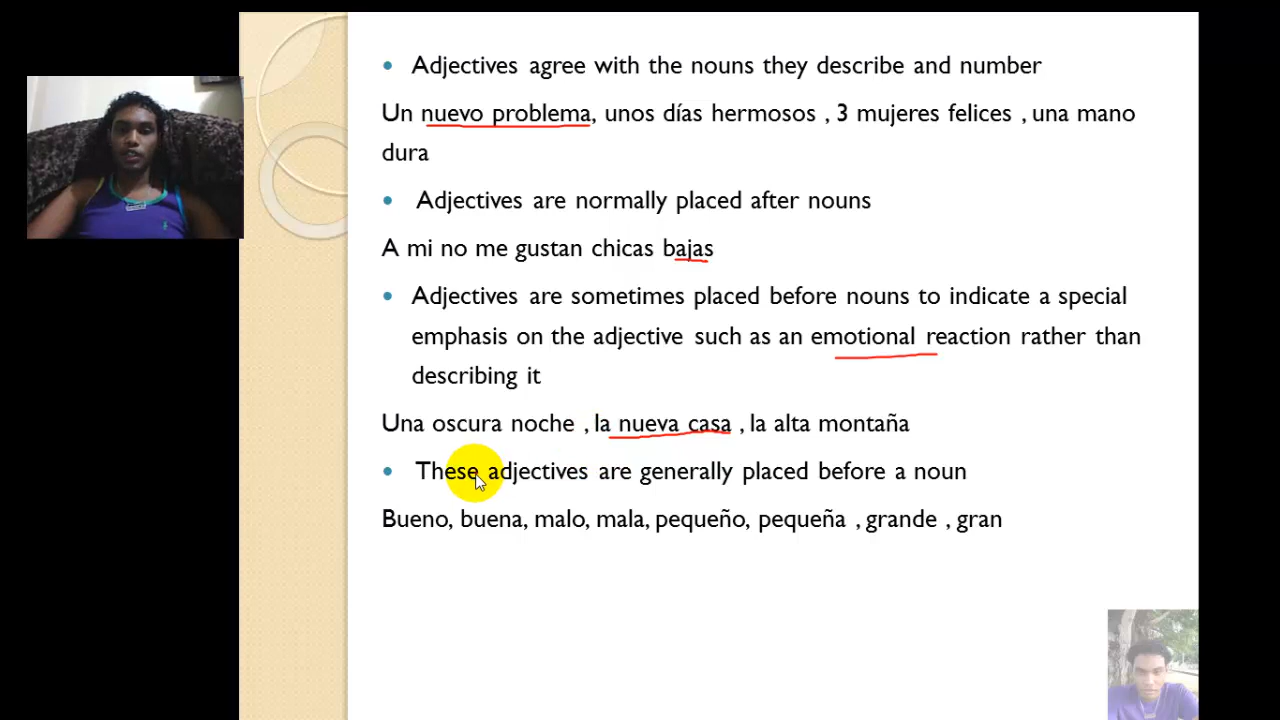 Adjectives agree with the nouns they describe and number
Un nuevo problema, unos días hermosos , 3 mujeres felices , una mano
dura
Adjectives are normally placed after nouns
A mi no me gustan chicas bajas
Adjectives are sometimes placed before nouns to indicate a special
emphasis on the adjective such as an emotional reaction rather than
describing it
Una oscura noche , la nueva casa , la alta montaña
These adjectives are generally placed before a noun
Bueno, buena, malo, mala, pequeño, pequeña , grande , gran